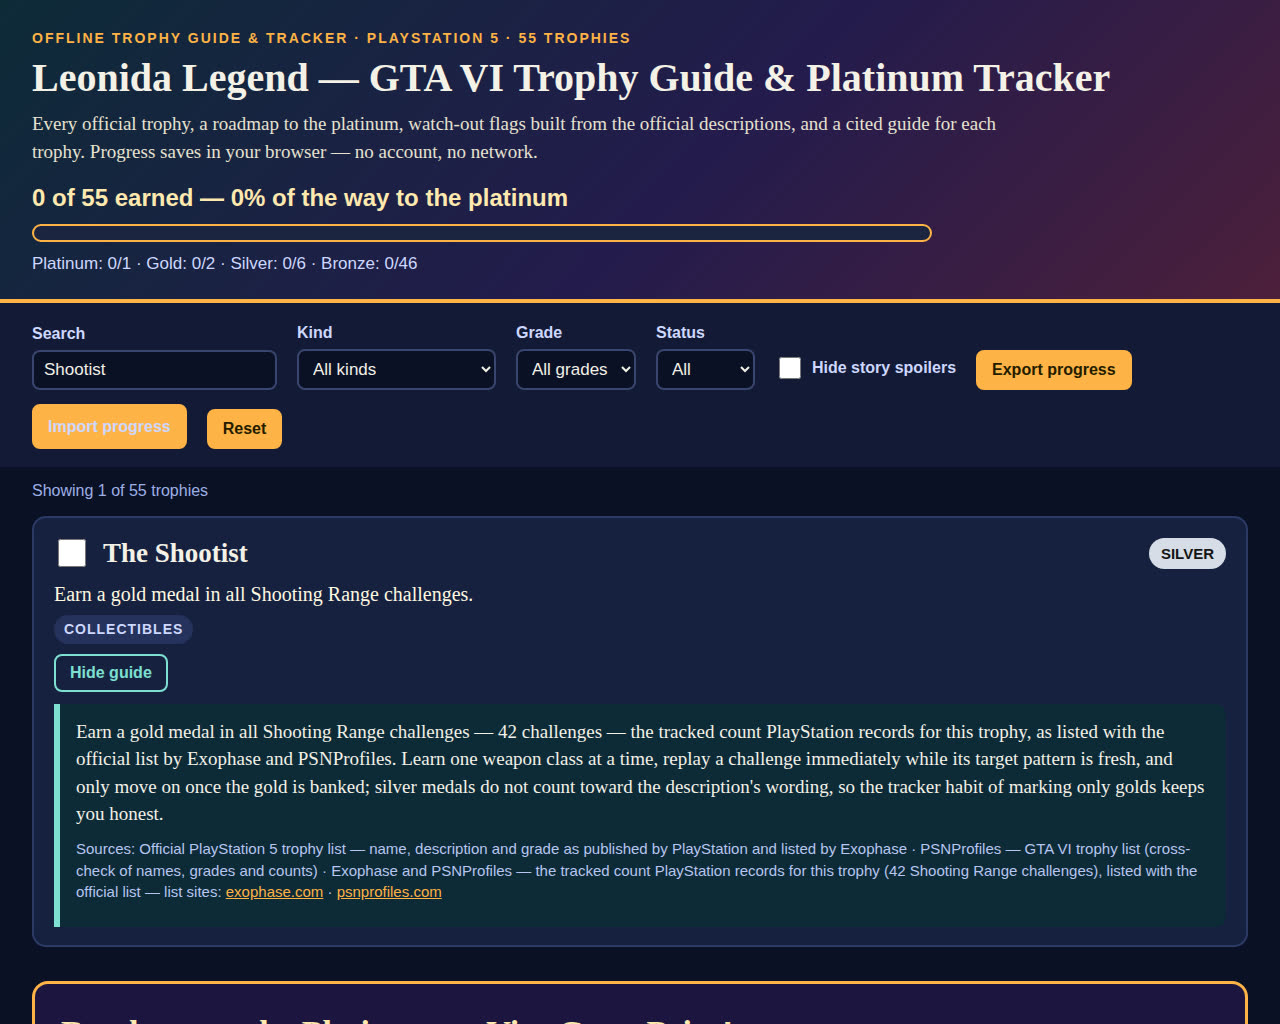 OFFLINE TROPHY GUIDE & TRACKER · PLAYSTATION 5 · 55 TROPHIES
Leonida Legend — GTA VI Trophy Guide & Platinum Tracker
Every official trophy, a roadmap to the platinum, watch-out flags built from the official descriptions, and a cited guide for each
trophy. Progress saves in your browser — no account, no network.
0 of 55 earned — 0% of the way to the platinum
Platinum: 0/1 · Gold: 0/2 · Silver: 0/6 · Bronze: 0/46
Search Kind Grade Status
Shootist All kinds All grades All Hide story spoilers Export progress
Import progress Reset
Showing 1 of 55 trophies
The Shootist SILVER
Earn a gold medal in all Shooting Range challenges.
COLLECTIBLES
Hide guide
Earn a gold medal in all Shooting Range challenges — 42 challenges — the tracked count PlayStation records for this trophy, as listed with the
official list by Exophase and PSNProfiles. Learn one weapon class at a time, replay a challenge immediately while its target pattern is fresh, and
only move on once the gold is banked; silver medals do not count toward the description's wording, so the tracker habit of marking only golds keeps
you honest.
Sources: Official PlayStation 5 trophy list — name, description and grade as published by PlayStation and listed by Exophase · PSNProfiles — GTA VI trophy list (cross-
check of names, grades and counts) · Exophase and PSNProfiles — the tracked count PlayStation records for this trophy (42 Shooting Range challenges), listed with the
official list — list sites: exophase.com · psnprofiles.com